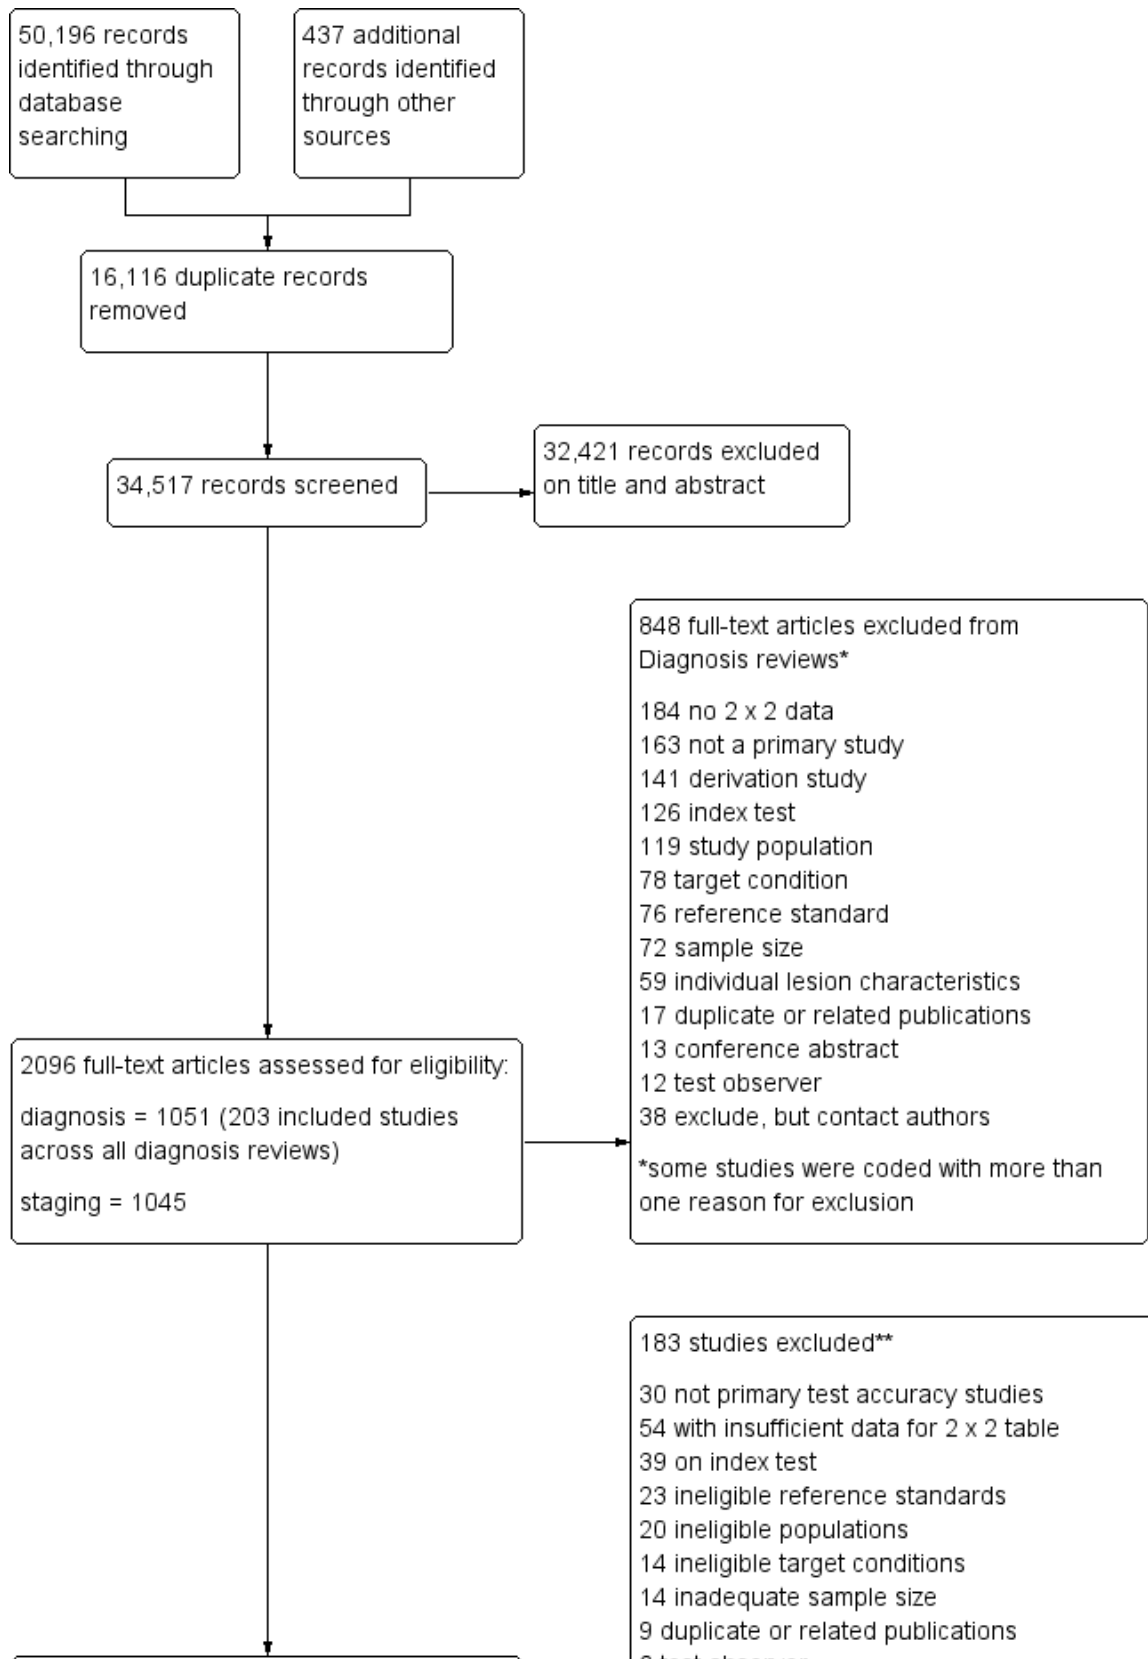 50,196 records
identified through
database
searching
437 additional
records identified
through other
sources
16,116 duplicate records
removed
34,517 records screened
32,421 records excluded
on title and abstract
848 full-text articles excluded from
Diagnosis reviews*
184 no 2 x 2 data
163 not a primary study
141 derivation study
126 index test
119 study population
78 target condition
76 reference standard
72 sample size
59 individual lesion characteristics
17 duplicate or related publications
13 conference abstract
12 test observer
38 exclude, but contact authors
*some studies were coded with more than
one reason for exclusion
2096 full-text articles assessed for eligibility:
diagnosis = 1051 (203 included studies
across all diagnosis reviews)
staging = 1045
183 studies excluded**
30 not primary test accuracy studies
54 with insufficient data for 2 x 2 table
39 on index test
23 ineligible reference standards
20 ineligible populations
14 ineligible target conditions
14 inadequate sample size
9 duplicate or related publications
test observer